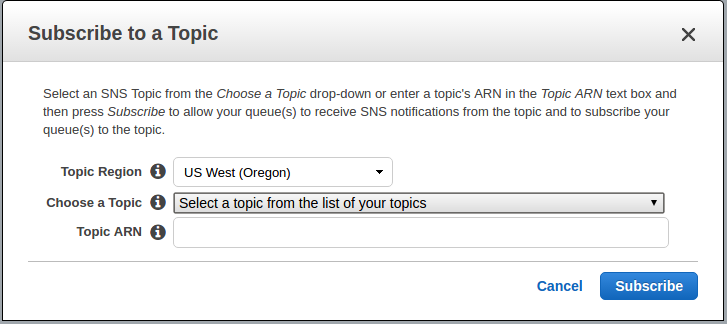 Subscribe to a Topic
Select an SNS Topic from the Choose a Topic drop-down or enter a topic's ARN in the Topic ARN text box and
then press Subscribe to allow your queue(s) to receive SNS notifications from the topic and to subscribe your
queue(s) to the topic.
Topic Region US West (Oregon)
Choose a Topic Select a topic from the list of your topics
Topic ARN
Cancel Subscribe